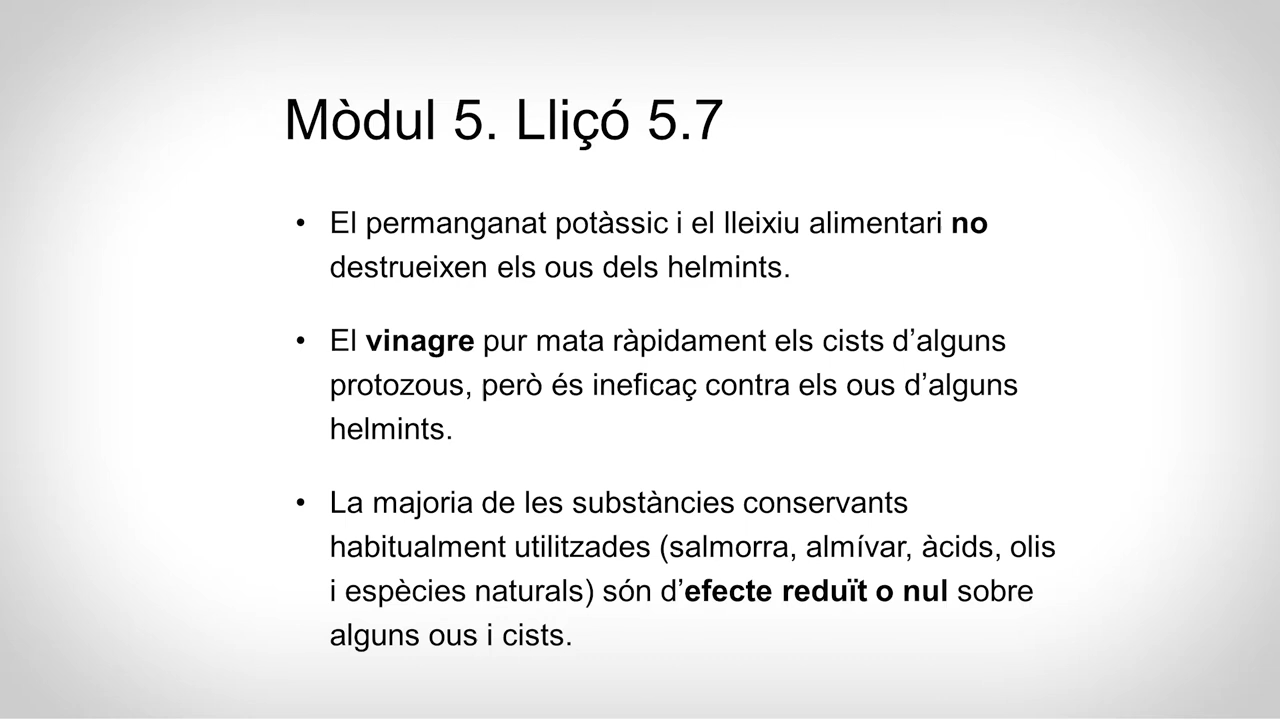 Mòdul 5. Lliçó 5.7
• El permanganat potàssic i el lleixiu alimentari no
destrueixen els ous dels helmints.
• El vinagre pur mata ràpidament els cists d’alguns
protozous, però és ineficaç contra els ous d’alguns
helmints.
• La majoria de les substàncies conservants
habitualment utilitzades (salmorra, almívar, àcids, olis
i espècies naturals) són d’efecte reduït o nul sobre
alguns ous i cists.